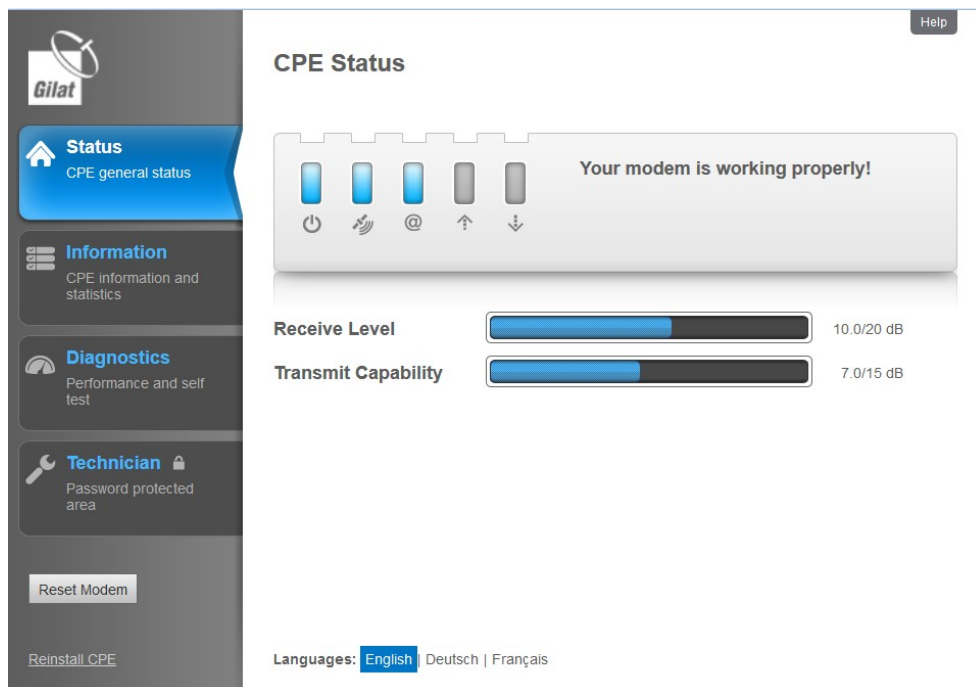 Help
Gilat
CPE Status
Status
CPE general status
Your modem is working properly!
@
Information
CPE information and
statistics
Receive Level 10.0/20 dB
Diagnostics
Performance and self
test
Transmit Capability 7.0/15 dB
Technician
Password protected
area
Reset Modem
Reinstall CPE
Languages: English | Deutsch | Français